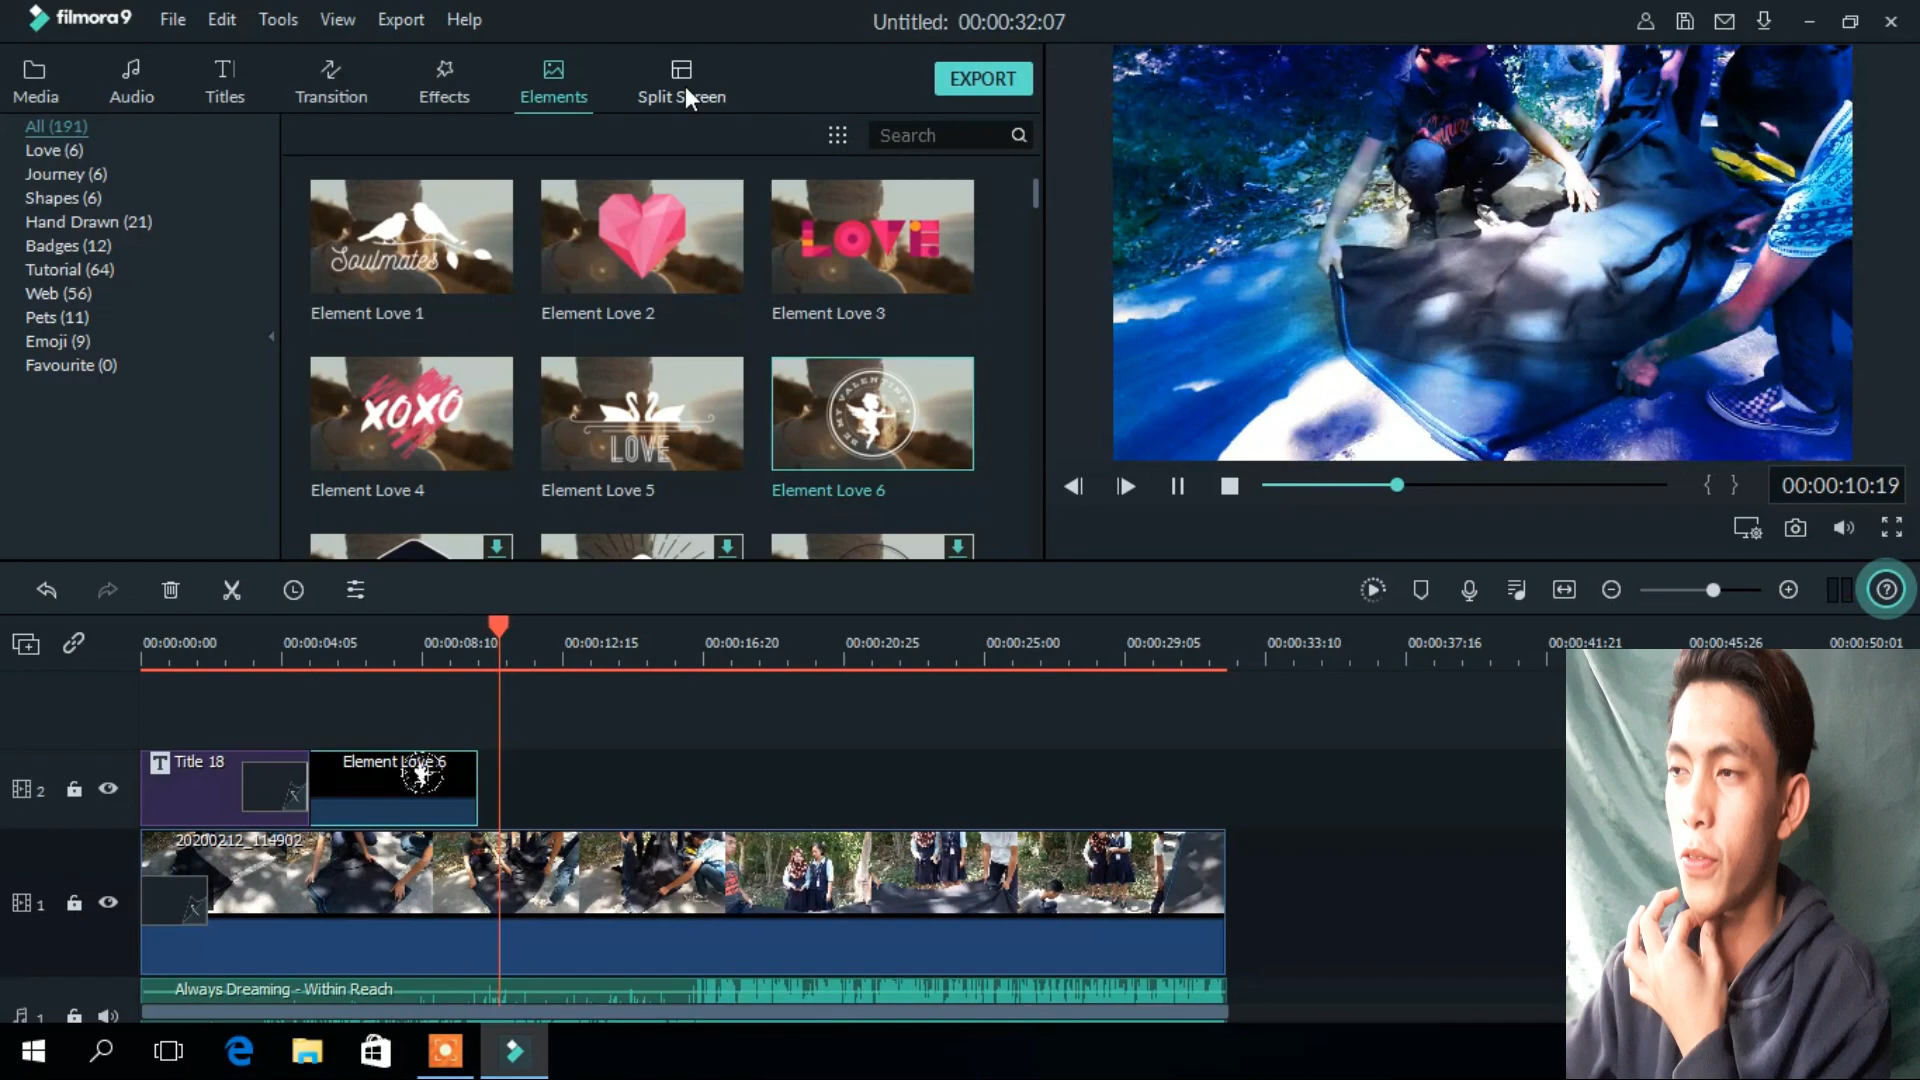 filmora9 File Edit Tools View Export Help Untitled: 00:00:32:07
Media Audio Titles Transition Effects Elements Split Screen EXPORT
All (191)
Love (6)
Journey (6)
Shapes (6)
Hand Drawn (21)
Badges (12)
Tutorial (64)
Web (56)
Pets (11)
Emoji (9)
Favourite (0)
Search
Soulmates
LOVE
Element Love 1 Element Love 2 Element Love 3
XOXO
LOVE
BE MY VALENTINE
Element Love 4 Element Love 5 Element Love 6
{ } 00:00:10:19
00:00:00:00 00:00:04:05 00:00:08:10 00:00:12:15 00:00:16:20 00:00:20:25 00:00:25:00 00:00:29:05 00:00:33:10 00:00:37:16 00:00:41:21 00:00:45:26 00:00:50:01
2
T Title 18
Element Love 6
1
20200212_114902
1
Always Dreaming - Within Reach